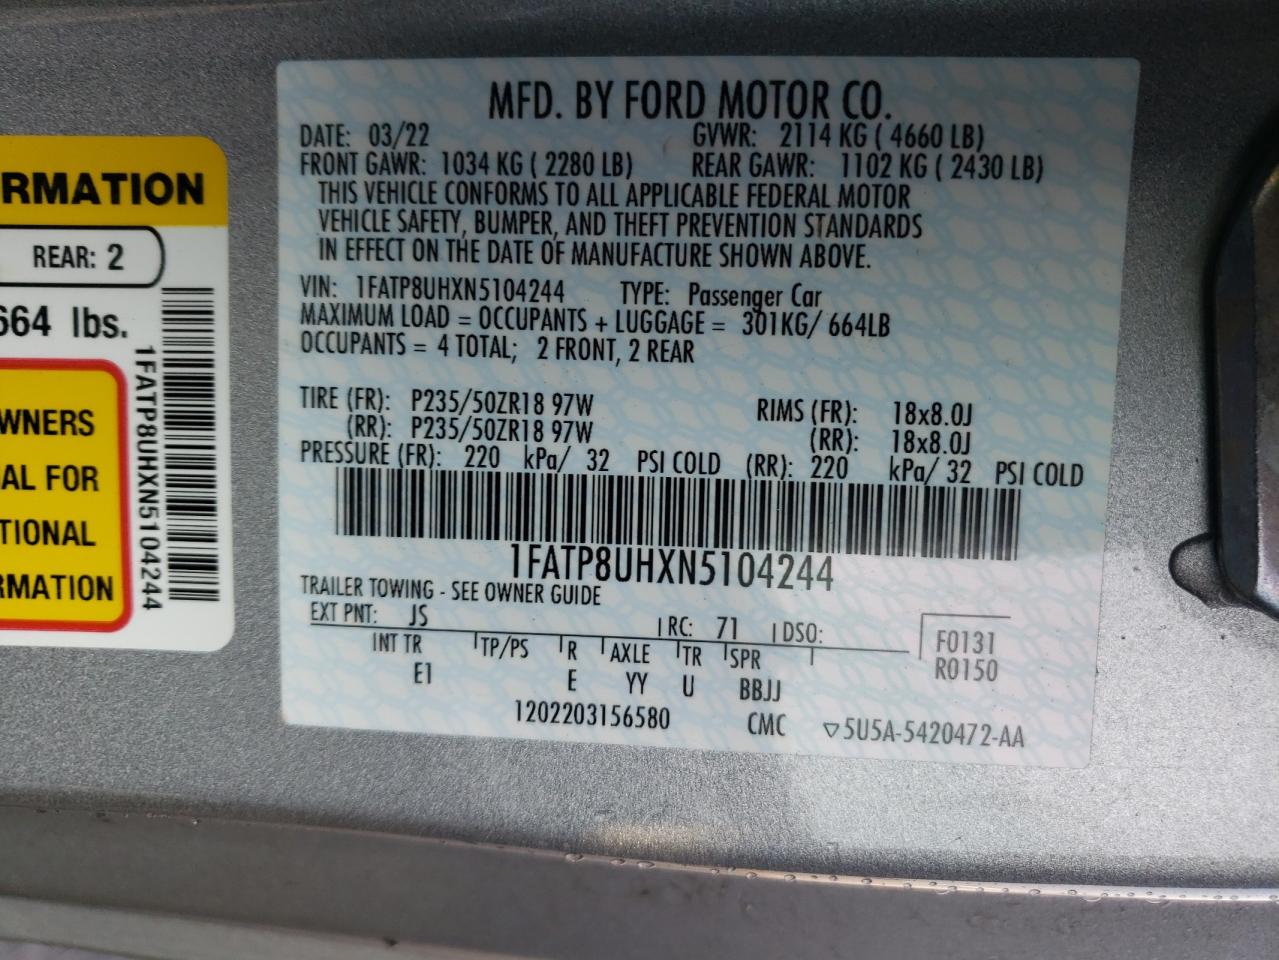 RMATION
REAR: 2
664 lbs.
WNERS
AL FOR
TIONAL
RMATION
1FATP8UHXN5104244
MFD. BY FORD MOTOR CO.
DATE: 03/22 GVWR: 2114 KG ( 4660 LB)
FRONT GAWR: 1034 KG ( 2280 LB) REAR GAWR: 1102 KG ( 2430 LB)
THIS VEHICLE CONFORMS TO ALL APPLICABLE FEDERAL MOTOR
VEHICLE SAFETY, BUMPER, AND THEFT PREVENTION STANDARDS
IN EFFECT ON THE DATE OF MANUFACTURE SHOWN ABOVE.
VIN: 1FATP8UHXN5104244 TYPE: Passenger Car
MAXIMUM LOAD = OCCUPANTS + LUGGAGE = 301KG/ 664LB
OCCUPANTS = 4 TOTAL; 2 FRONT, 2 REAR
TIRE (FR): P235/50ZR18 97W RIMS (FR): 18x8.0J
(RR): P235/50ZR18 97W (RR): 18x8.0J
PRESSURE (FR): 220 kPa/ 32 PSI COLD (RR): 220 kPa/ 32 PSI COLD
1FATP8UHXN5104244
TRAILER TOWING - SEE OWNER GUIDE
EXT PNT: JS RC: 71 DSO:
F0131
R0150
INT TR TP/PS R AXLE TR SPR
E1 E YY U BBJJ
1202203156580 CMC ▽5U5A-5420472-AA